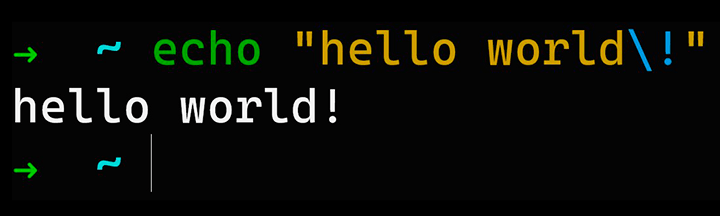 → ~ echo "hello world\!"
hello world!
→ ~